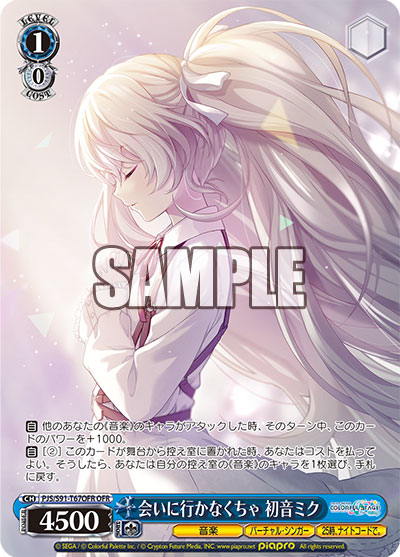 LEVEL
1
0
COST
SAMPLE
自 他のあなたの《音楽》のキャラがアタックした時、そのターン中、このカードのパワーを＋1000。
自 このカードが舞台から控え室に置かれた時、あなたはコストを払ってよい。そうしたら、あなたは自分の控え室の《音楽》のキャラを1枚選び、手札に戻す。
CH PJS/S91-T67OFR OFR
4500
会いに行かなくちゃ 初音ミク
COLORFUL STAGE!
音楽
バーチャル・シンガー
25時、ナイトコードで。
© SEGA / © Colorful Palette Inc. / © Crypton Future Media, INC. www.piapro.net piapro All rights reserved.